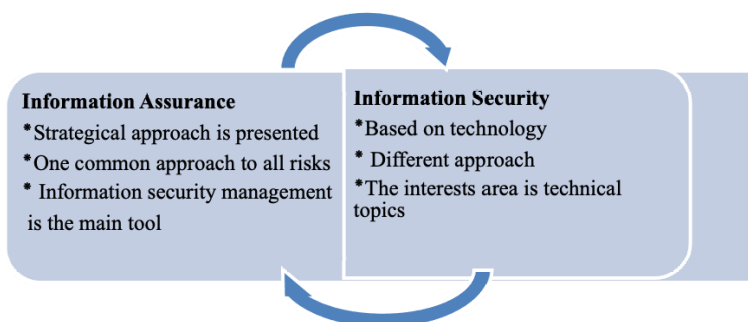 Information Assurance
*Strategical approach is presented
*One common approach to all risks
* Information security management
is the main tool
Information Security
*Based on technology
* Different approach
*The interests area is technical
topics